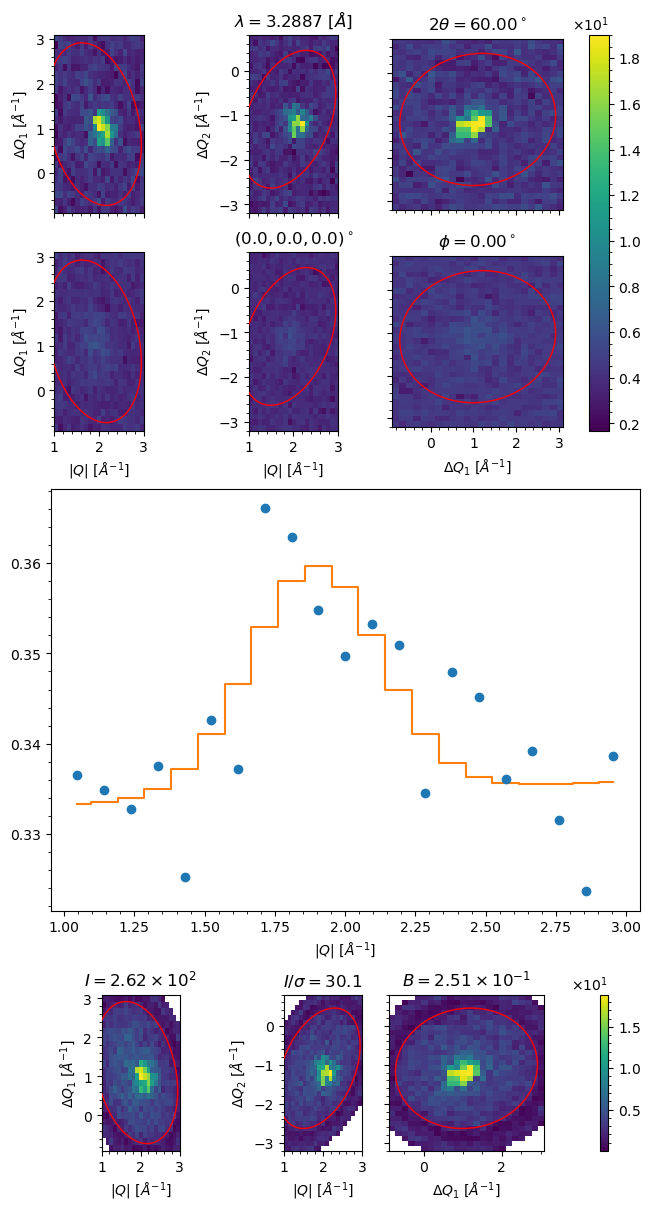 λ = 3.2887 [Å]
2θ = 60.00°
×10¹
3
2
1
0
ΔQ₁ [Å⁻¹]
0
−1
−2
−3
ΔQ₂ [Å⁻¹]
1.8
1.6
1.4
1.2
1.0
0.8
0.6
0.4
0.2
(0.0, 0.0, 0.0)°
ϕ = 0.00°
3
2
1
0
ΔQ₁ [Å⁻¹]
0
−1
−2
−3
ΔQ₂ [Å⁻¹]
1 2 3
1 2 3
0 1 2 3
|Q| [Å⁻¹]
|Q| [Å⁻¹]
ΔQ₁ [Å⁻¹]
0.36
0.35
0.34
0.33
1.00 1.25 1.50 1.75 2.00 2.25 2.50 2.75 3.00
|Q| [Å⁻¹]
I = 2.62 × 10²
I/σ = 30.1
B = 2.51 × 10⁻¹
×10¹
3
2
1
0
ΔQ₁ [Å⁻¹]
0
−1
−2
−3
ΔQ₂ [Å⁻¹]
1.5
1.0
0.5
1 2 3
1 2 3
0 2
|Q| [Å⁻¹]
|Q| [Å⁻¹]
ΔQ₁ [Å⁻¹]